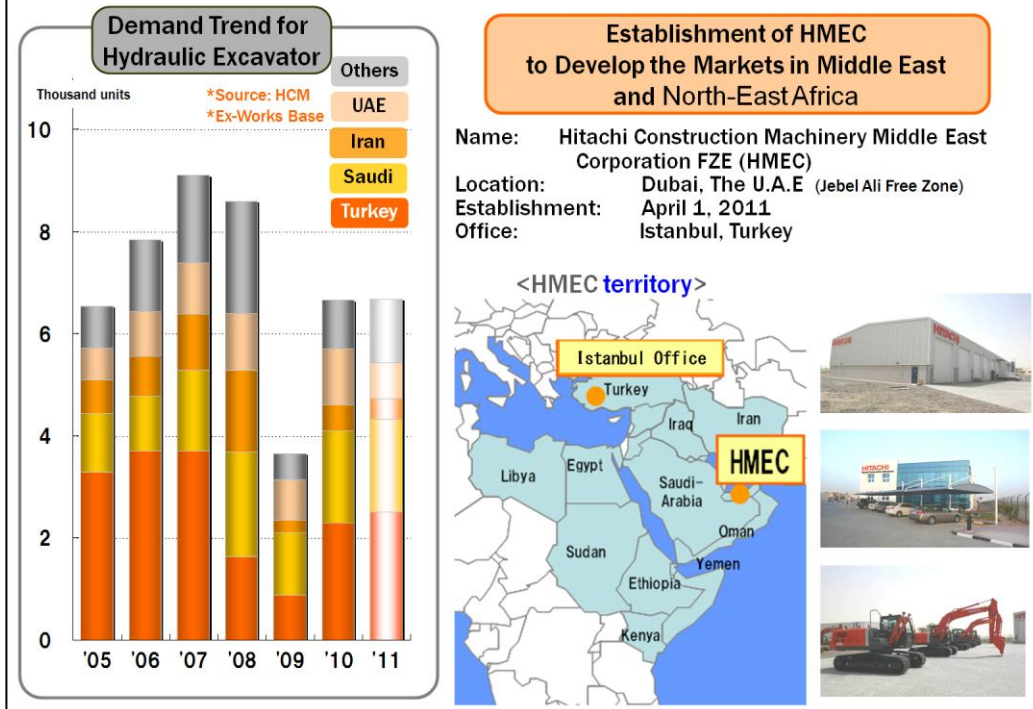 Demand Trend for
Hydraulic Excavator
Thousand units
*Source: HCM
*Ex-Works Base
Others
UAE
Iran
Saudi
Turkey
10
8
6
4
2
0
'05 '06 '07 '08 '09 '10 '11
Establishment of HMEC
to Develop the Markets in Middle East
and North-East Africa
Name: Hitachi Construction Machinery Middle East
Corporation FZE (HMEC)
Location: Dubai, The U.A.E (Jebel Ali Free Zone)
Establishment: April 1, 2011
Office: Istanbul, Turkey
<HMEC territory>
Istanbul Office
Turkey
Iraq
Iran
HMEC
Libya
Egypt
Saudi-
Arabia
Oman
Sudan
Yemen
Ethiopia
Kenya
HITACHI
HITACHI